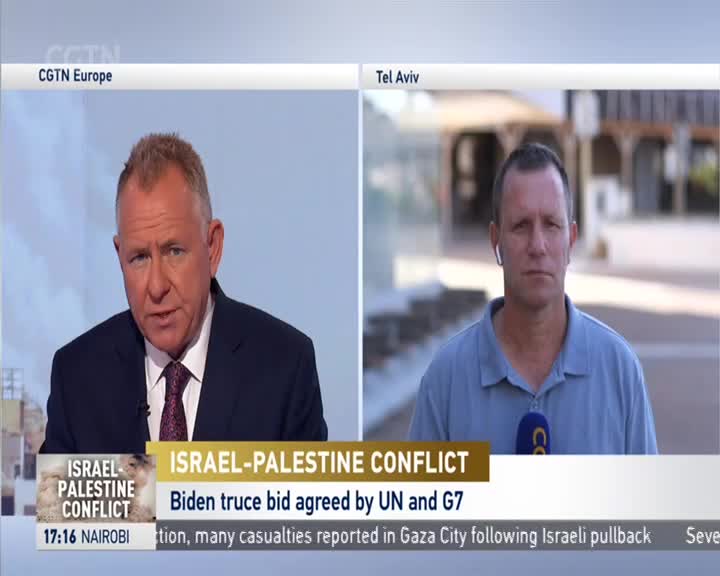 CGTN
CGTN Europe
Tel Aviv
ISRAEL-PALESTINE CONFLICT
Biden truce bid agreed by UN and G7
ISRAEL-
PALESTINE
CONFLICT
17:16 NAIROBI
ction, many casualties reported in Gaza City following Israeli pullback Seve